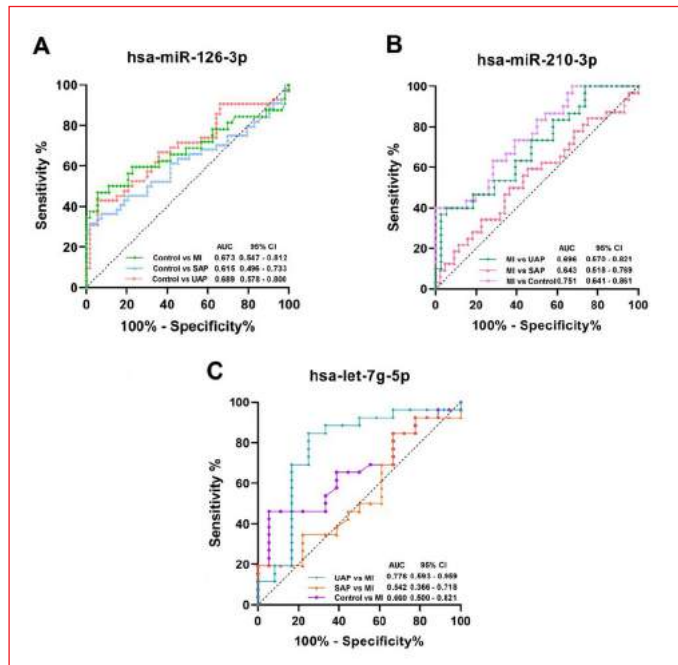 A
hsa-miR-126-3p
100
80
60
40
20
0
Sensitivity %
AUC 95% CI
Control vs MI 0.673 0.547 - 0.812
Control vs SAP 0.615 0.496 - 0.733
Control vs UAP 0.689 0.578 - 0.800
0 20 40 60 80 100
100% - Specificity%
B
hsa-miR-210-3p
100
80
60
40
20
0
Sensitivity %
AUC 95% CI
MI vs UAP 0.696 0.570 - 0.821
MI vs SAP 0.643 0.518 - 0.769
MI vs Control 0.751 0.641 - 0.861
0 20 40 60 80 100
100% - Specificity%
C
hsa-let-7g-5p
100
80
60
40
20
0
Sensitivity %
AUC 95% CI
UAP vs MI 0.776 0.593 - 0.959
SAP vs MI 0.542 0.366 - 0.718
Control vs MI 0.660 0.500 - 0.821
0 20 40 60 80 100
100% - Specificity%